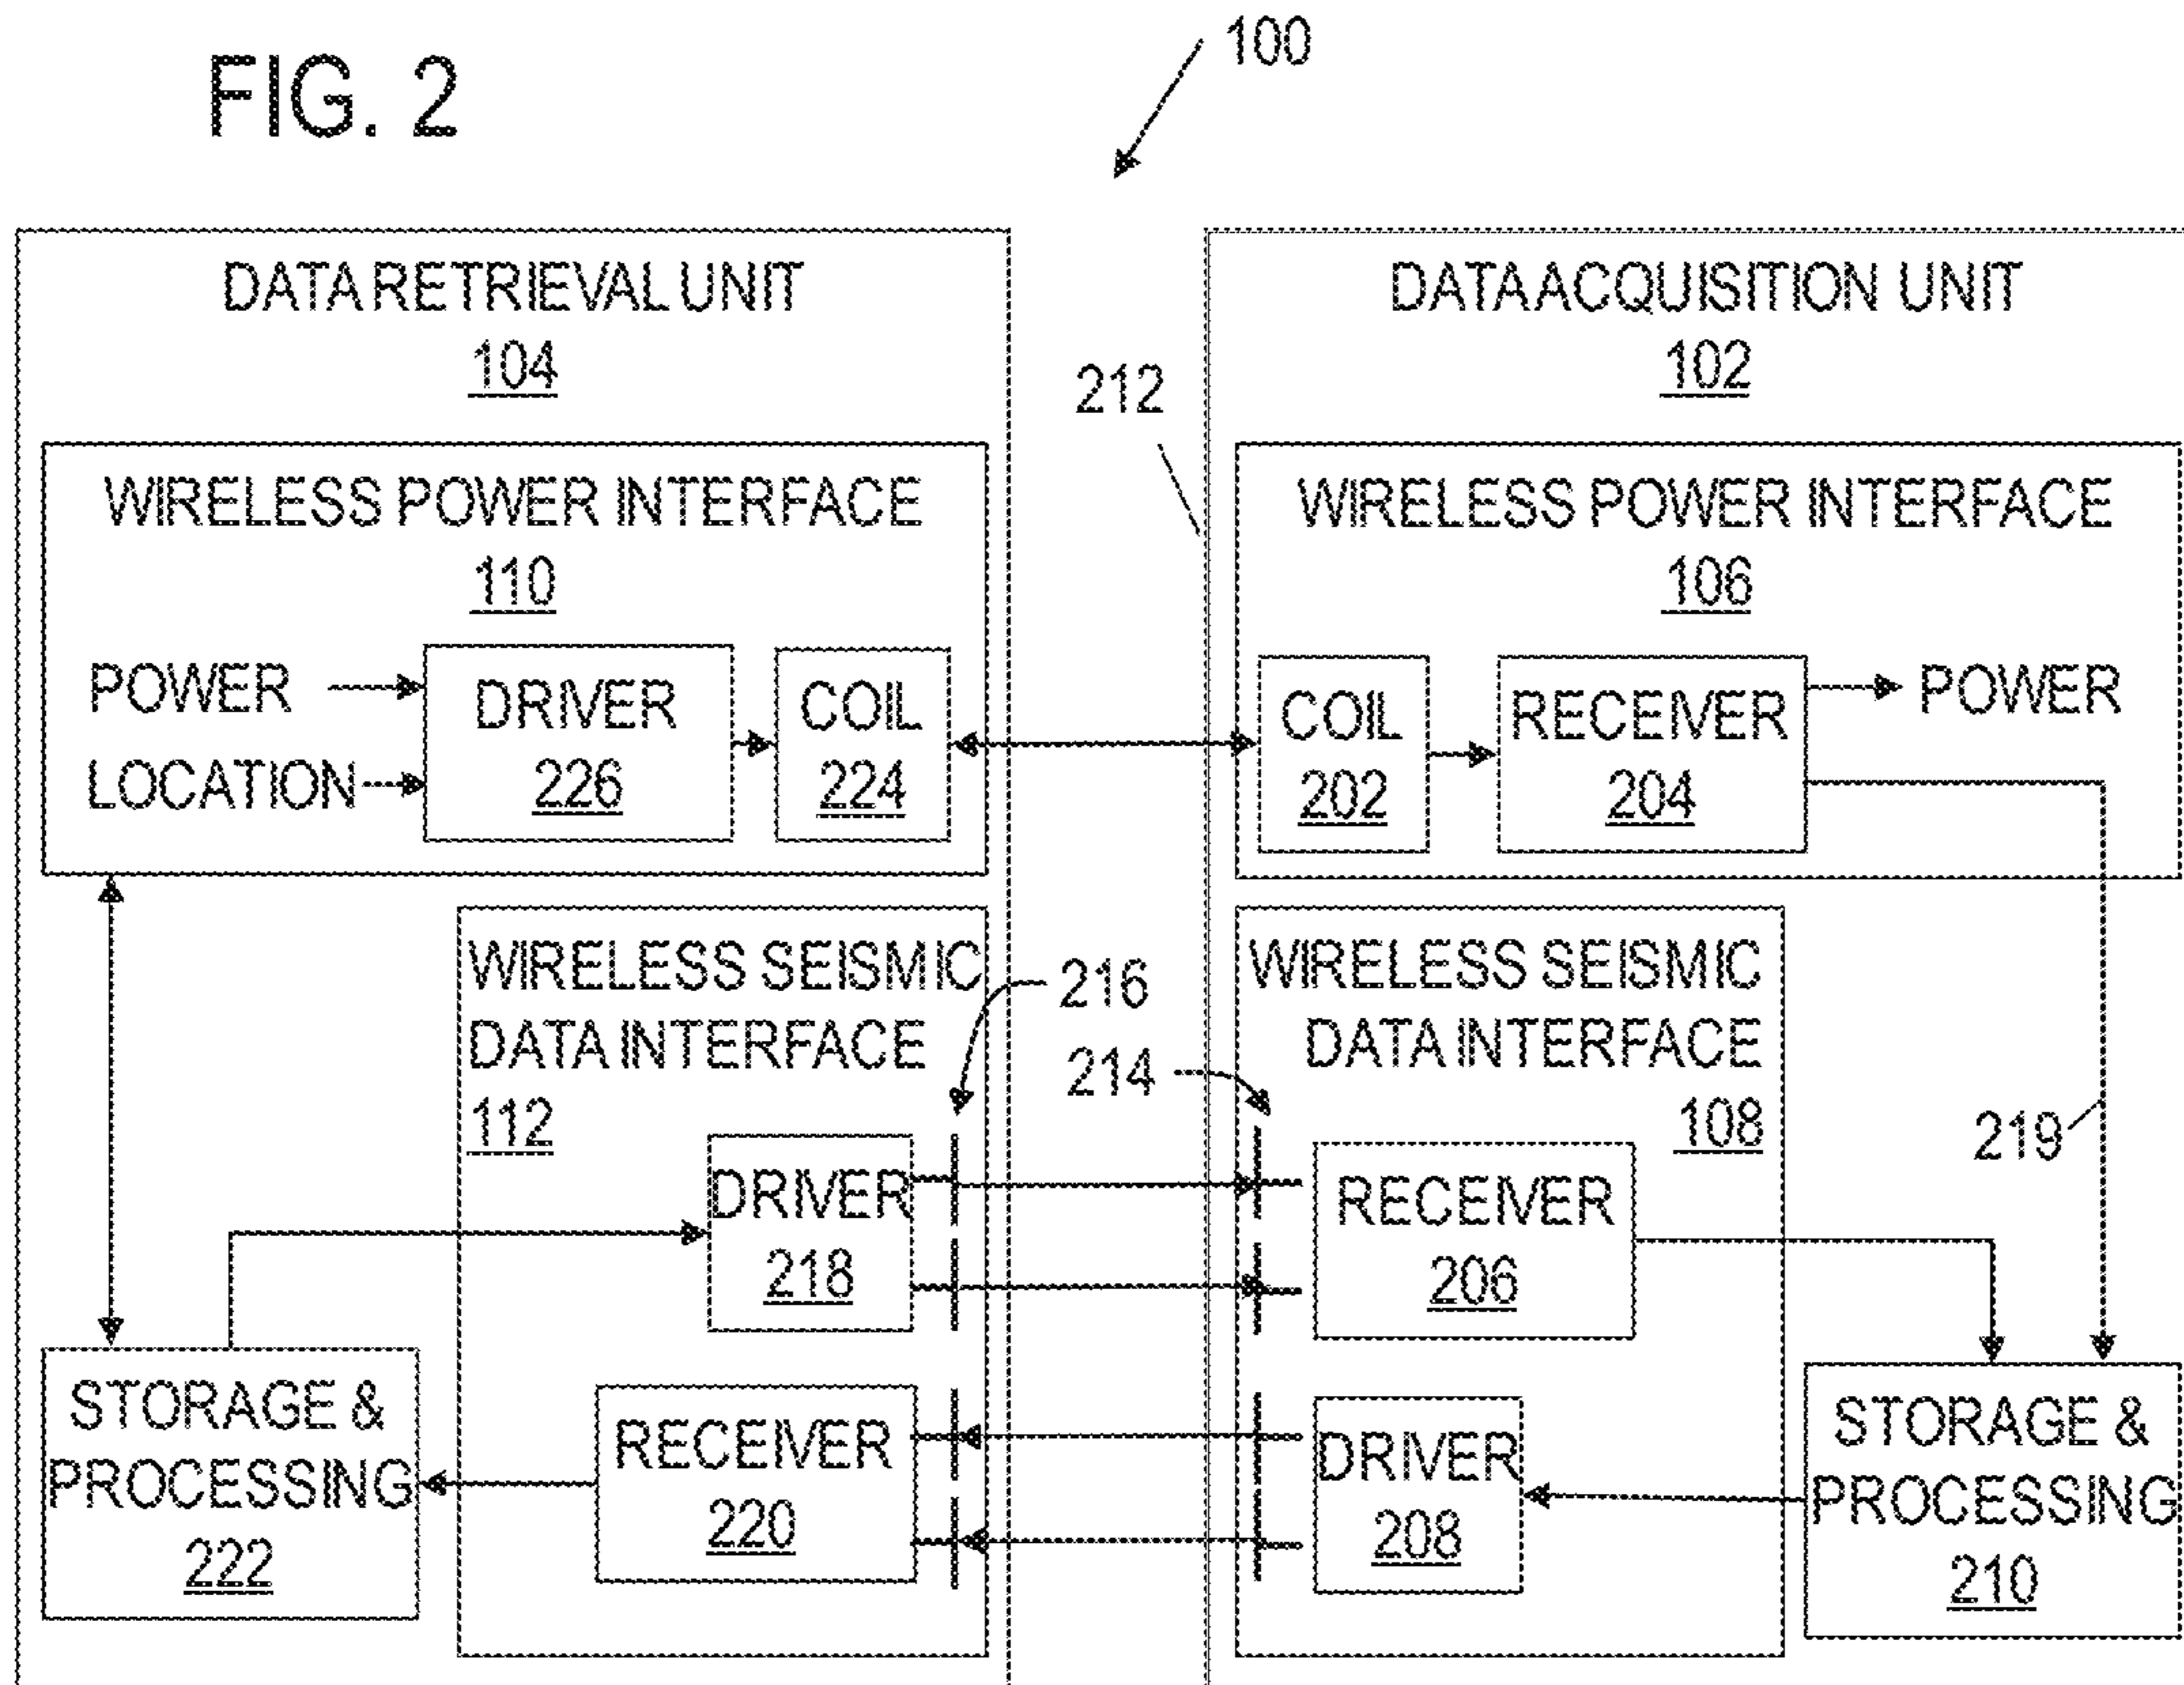 FIG. 2
100
DATA RETRIEVAL UNIT
104
WIRELESS POWER INTERFACE
110
POWER
LOCATION
DRIVER
226
COIL
224
212
DATA ACQUISITION UNIT
102
WIRELESS POWER INTERFACE
106
COIL
202
RECEIVER
204
POWER
WIRELESS SEISMIC
DATA INTERFACE
112
216
214
WIRELESS SEISMIC
DATA INTERFACE
108
219
DRIVER
218
RECEIVER
206
STORAGE &
PROCESSING
222
RECEIVER
220
DRIVER
208
STORAGE &
PROCESSING
210